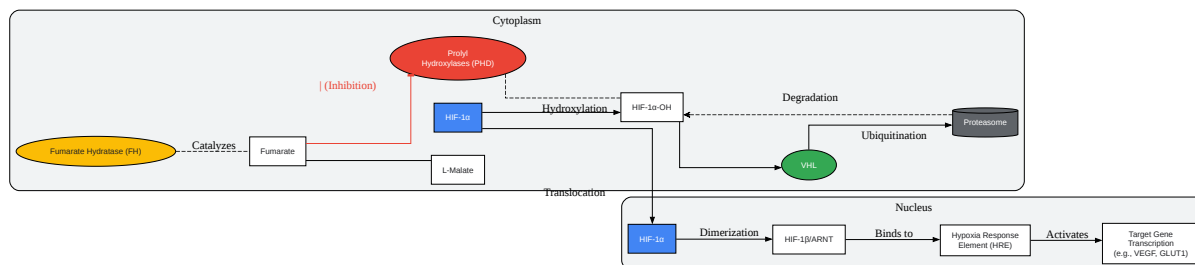 Cytoplasm
Prolyl
Hydroxylases (PHD)
| (Inhibition)
Degradation
HIF-1α
Hydroxylation
HIF-1α-OH
Proteasome
Ubiquitination
Fumarate Hydratase (FH)
Catalyzes
Fumarate
L-Malate
VHL
Translocation
Nucleus
HIF-1α
Dimerization
HIF-1β/ARNT
Binds to
Hypoxia Response
Element (HRE)
Activates
Target Gene
Transcription
(e.g., VEGF, GLUT1)